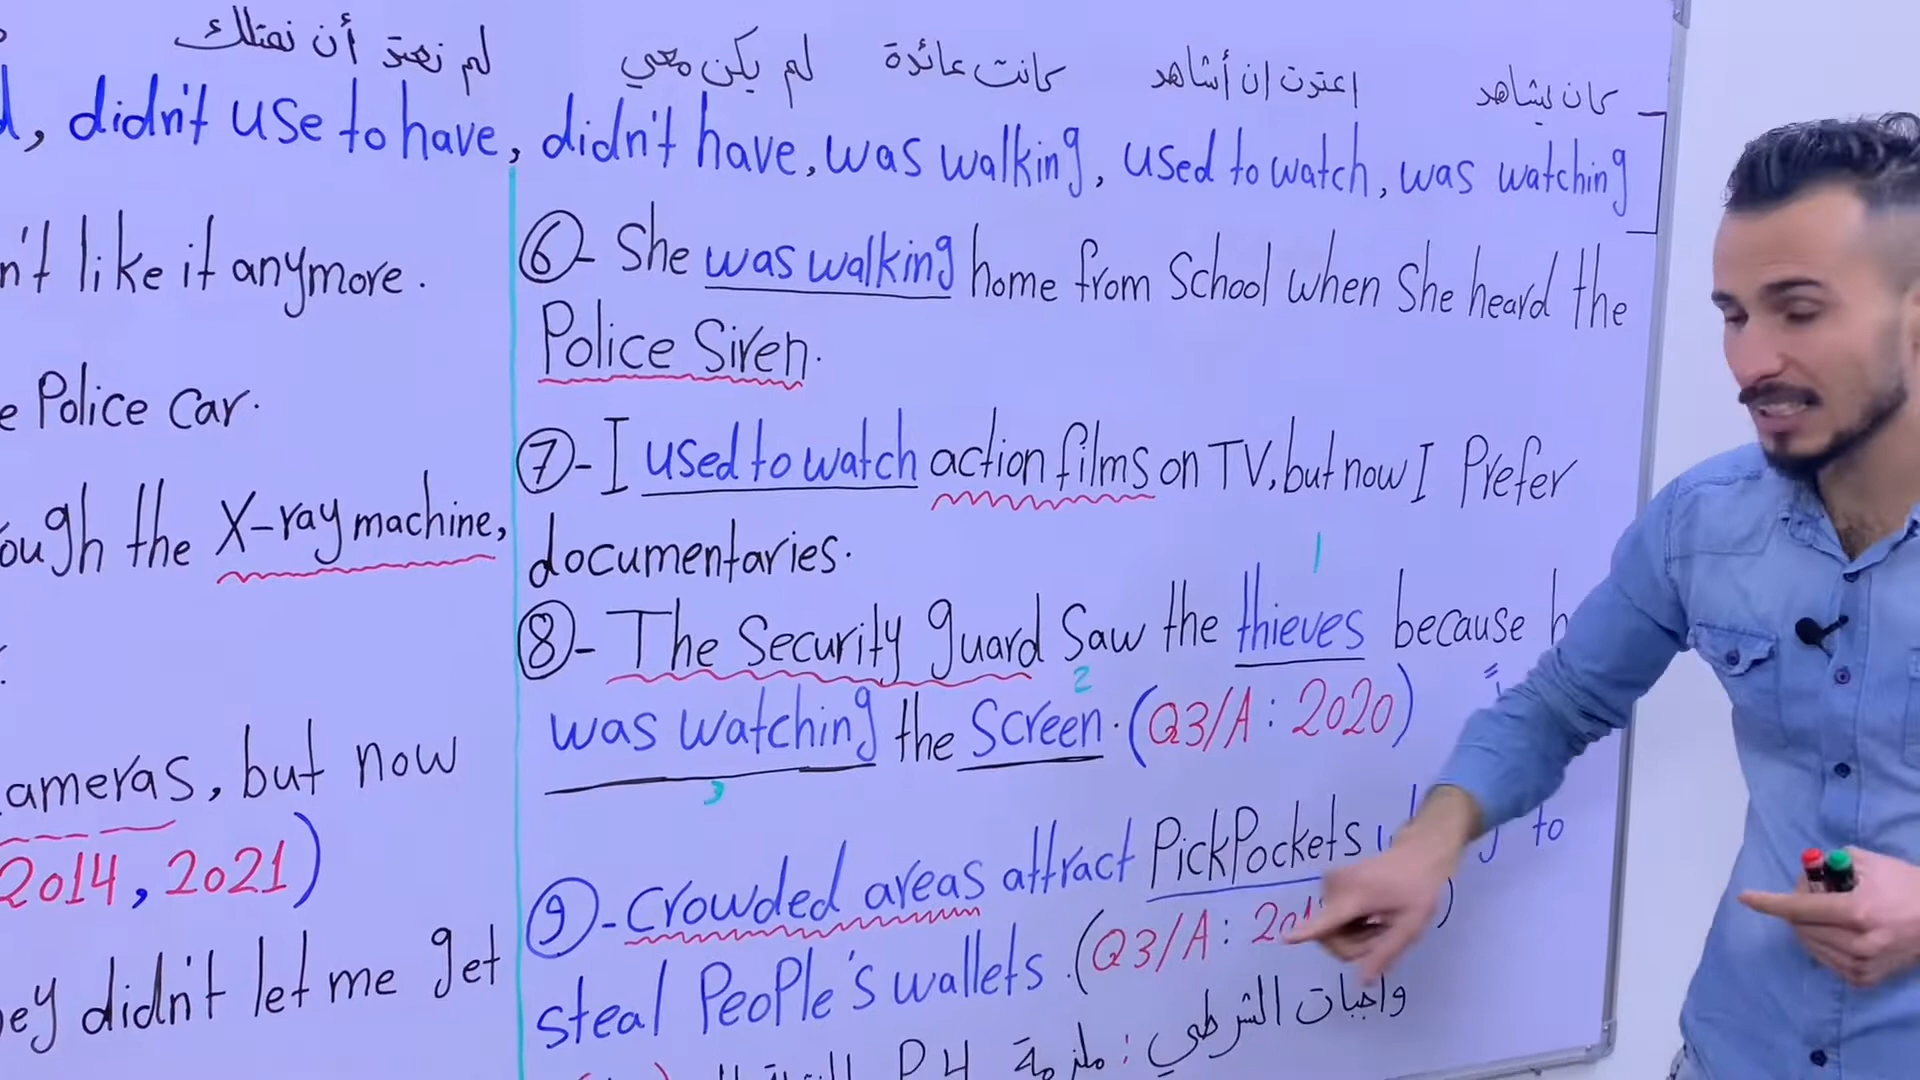 لم نعتد أن نمتلك لم يكن معي كانت عائدة اعتدت ان أشاهد كان يشاهد
, didn't use to have, didn't have, was walking, used to watch, was watching
n't like it anymore.
e Police car.
ough the X-ray machine,
ameras, but now
2014, 2021)
ey didn't let me get
⑥- She was walking home from School when She heard the
Police Siren.
⑦- I used to watch action films on TV, but now I Prefer
documentaries.
1
⑧- The Security guard Saw the thieves because
2
was watching the Screen. (Q3/A: 2020)
3
⑨- Crowded areas attract PickPockets to
steal PeoPle's wallets. (Q3/A:
واجبات الشرطي: ملزمة P4